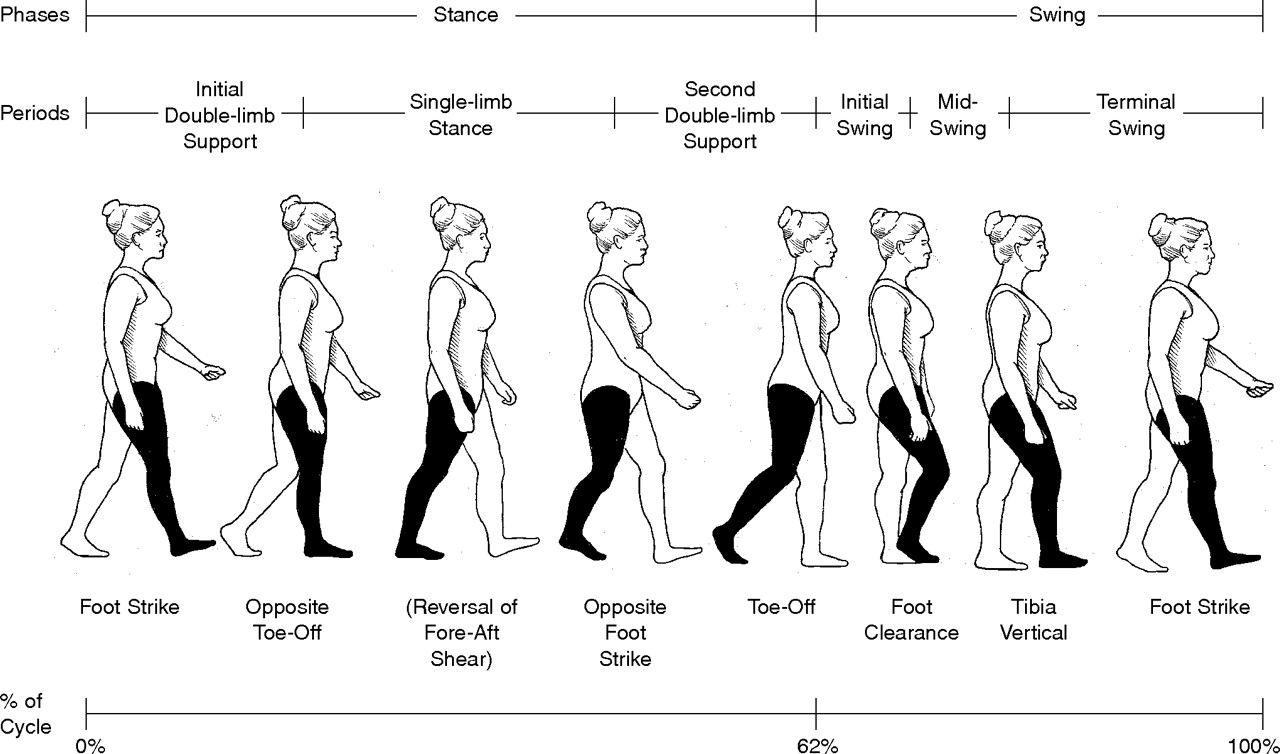 Phases Stance Swing
Periods
Initial
Double-limb
Support
Single-limb
Stance
Second
Double-limb
Support
Initial
Swing
Mid-
Swing
Terminal
Swing
Foot Strike
Opposite
Toe-Off
(Reversal of
Fore-Aft
Shear)
Opposite
Foot
Strike
Toe-Off
Foot
Clearance
Tibia
Vertical
Foot Strike
% of
Cycle
0% 62% 100%